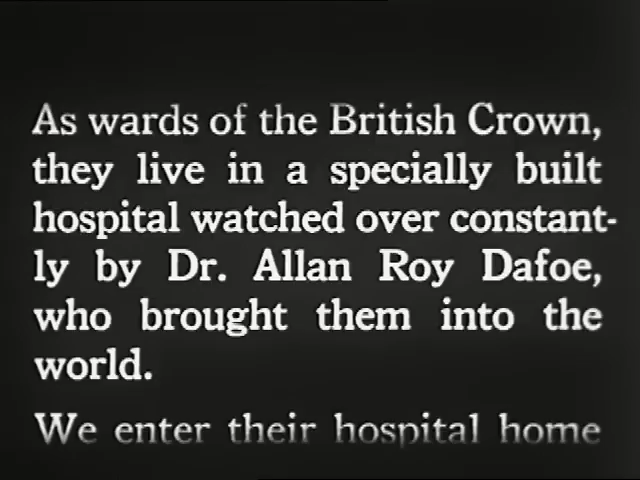 As wards of the British Crown,
they live in a specially built
hospital watched over constant-
ly by Dr. Allan Roy Dafoe,
who brought them into the
world.
We enter their hospital home